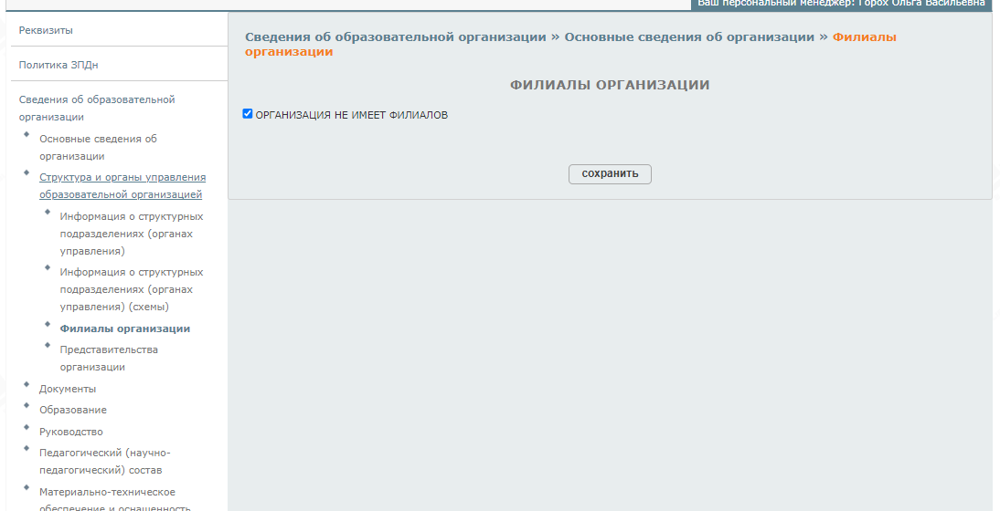 Ваш персональный менеджер: Горох Ольга Васильевна
Реквизиты
Политика ЗПДн
Сведения об образовательной
организации
Основные сведения об
организации
Структура и органы управления
образовательной организацией
Информация о структурных
подразделениях (органах
управления)
Информация о структурных
подразделениях (органах
управления) (схемы)
Филиалы организации
Представительства
организации
Документы
Образование
Руководство
Педагогический (научно-
педагогический) состав
Материально-техническое
обеспечение и оснащенность
Сведения об образовательной организации » Основные сведения об организации » Филиалы
организации
ФИЛИАЛЫ ОРГАНИЗАЦИИ
ОРГАНИЗАЦИЯ НЕ ИМЕЕТ ФИЛИАЛОВ
сохранить